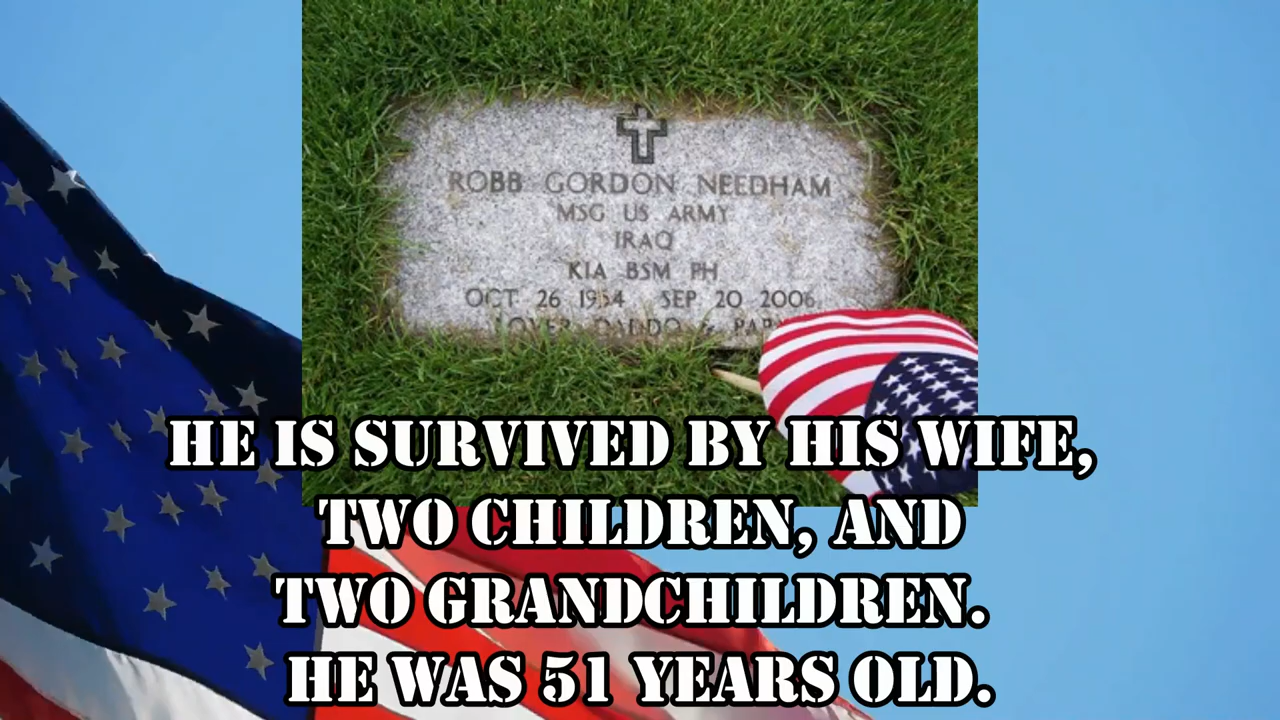 ROBB GORDON NEEDHAM
MSG US ARMY
IRAQ
KIA BSM PH
OCT 26 1954 SEP 20 2006
&
HE IS SURVIVED BY HIS WIFE,
TWO CHILDREN, AND
TWO GRANDCHILDREN.
HE WAS 51 YEARS OLD.